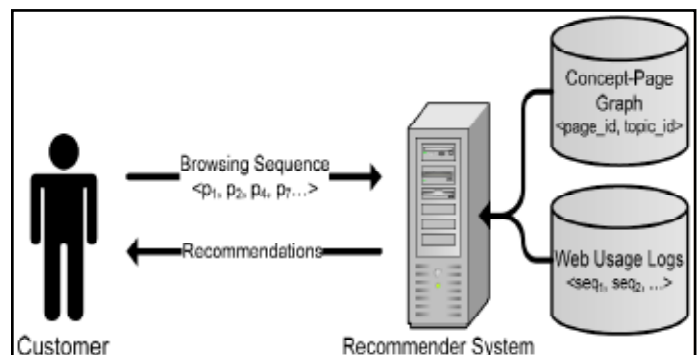 Concept-Page
Graph
<page_id, topic_id>
Browsing Sequence
<p₁, p₂, p₄, p₇...>
Recommendations
Web Usage Logs
<seq₁, seq₂, ...>
Customer
Recommender System